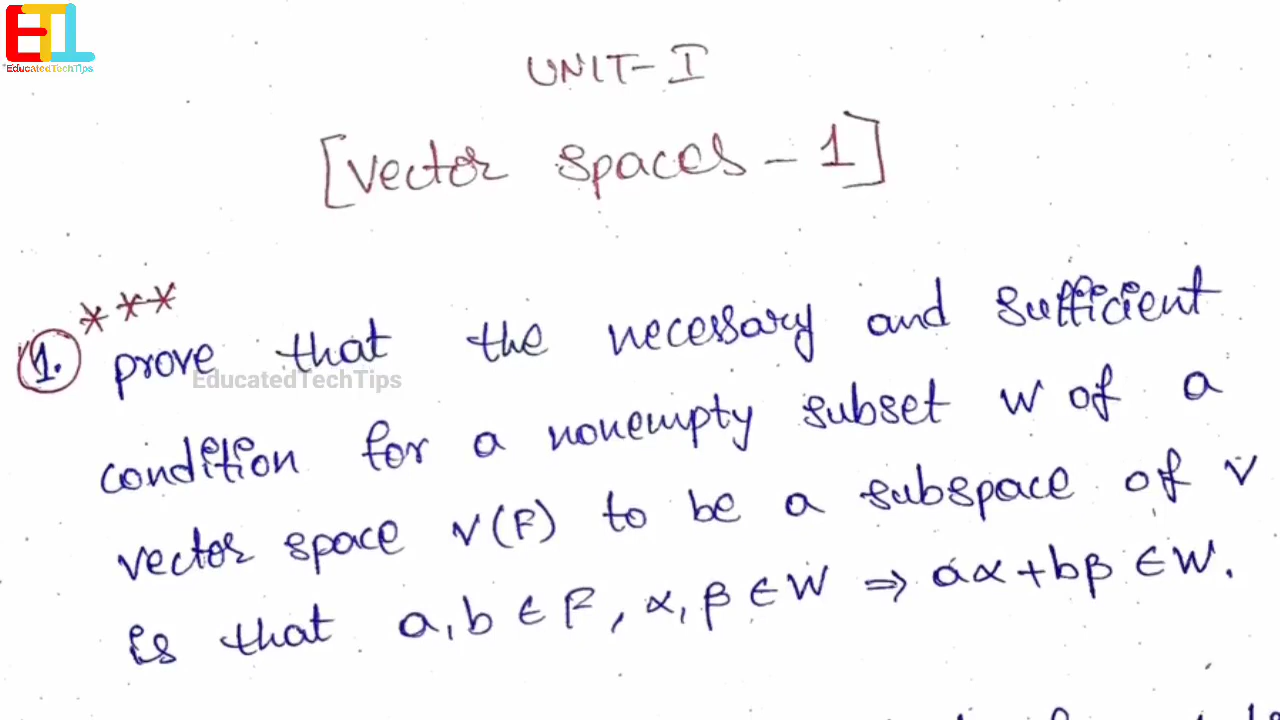 ETL
EducatedTechTips
UNIT-I
[Vector spaces - 1]
***
1. prove that the necessary and sufficient
EducatedTechTips
condition for a nonempty subset W of a
vector space V(F) to be a subspace of V
is that a, b ∈ F, α, β ∈ W ⇒ aα + bβ ∈ W.